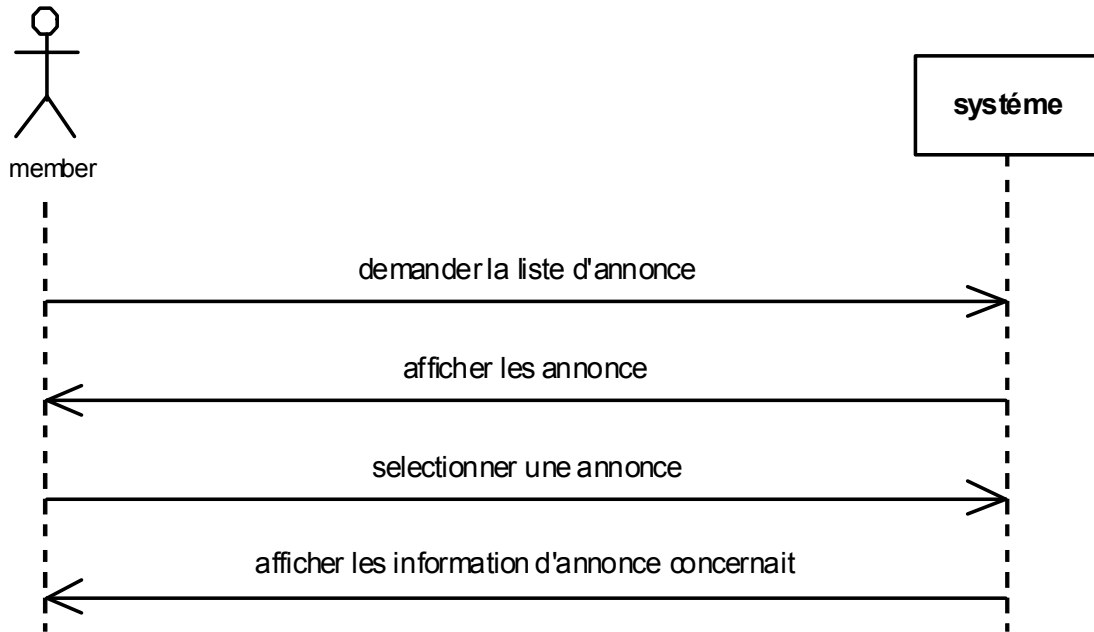 member
systéme
demander la liste d'annonce
afficher les annonce
selectionner une annonce
afficher les information d'annonce concernait